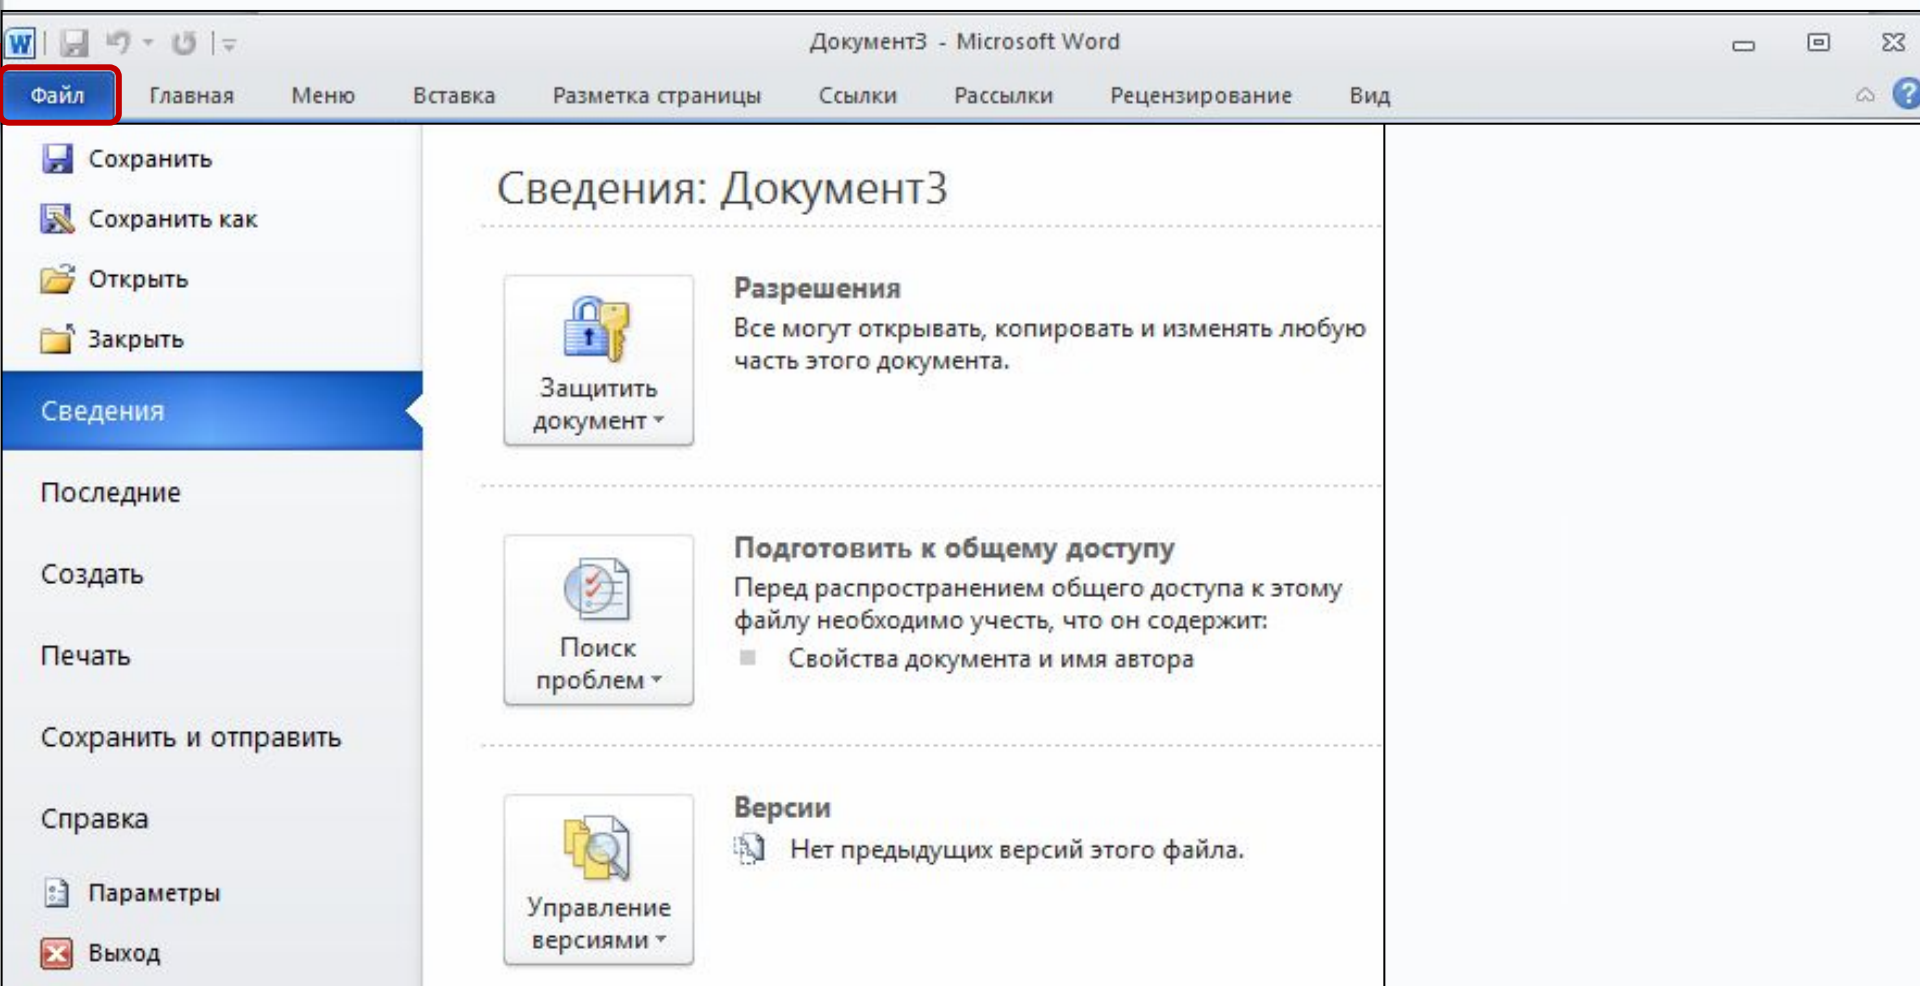 Документ3 - Microsoft Word
Файл Главная Меню Вставка Разметка страницы Ссылки Рассылки Рецензирование Вид
Сохранить
Сохранить как
Открыть
Закрыть
Сведения
Последние
Создать
Печать
Сохранить и отправить
Справка
Параметры
Выход
Сведения: Документ3
Защитить
документ
Разрешения
Все могут открывать, копировать и изменять любую
часть этого документа.
Поиск
проблем
Подготовить к общему доступу
Перед распространением общего доступа к этому
файлу необходимо учесть, что он содержит:
Свойства документа и имя автора
Управление
версиями
Версии
Нет предыдущих версий этого файла.